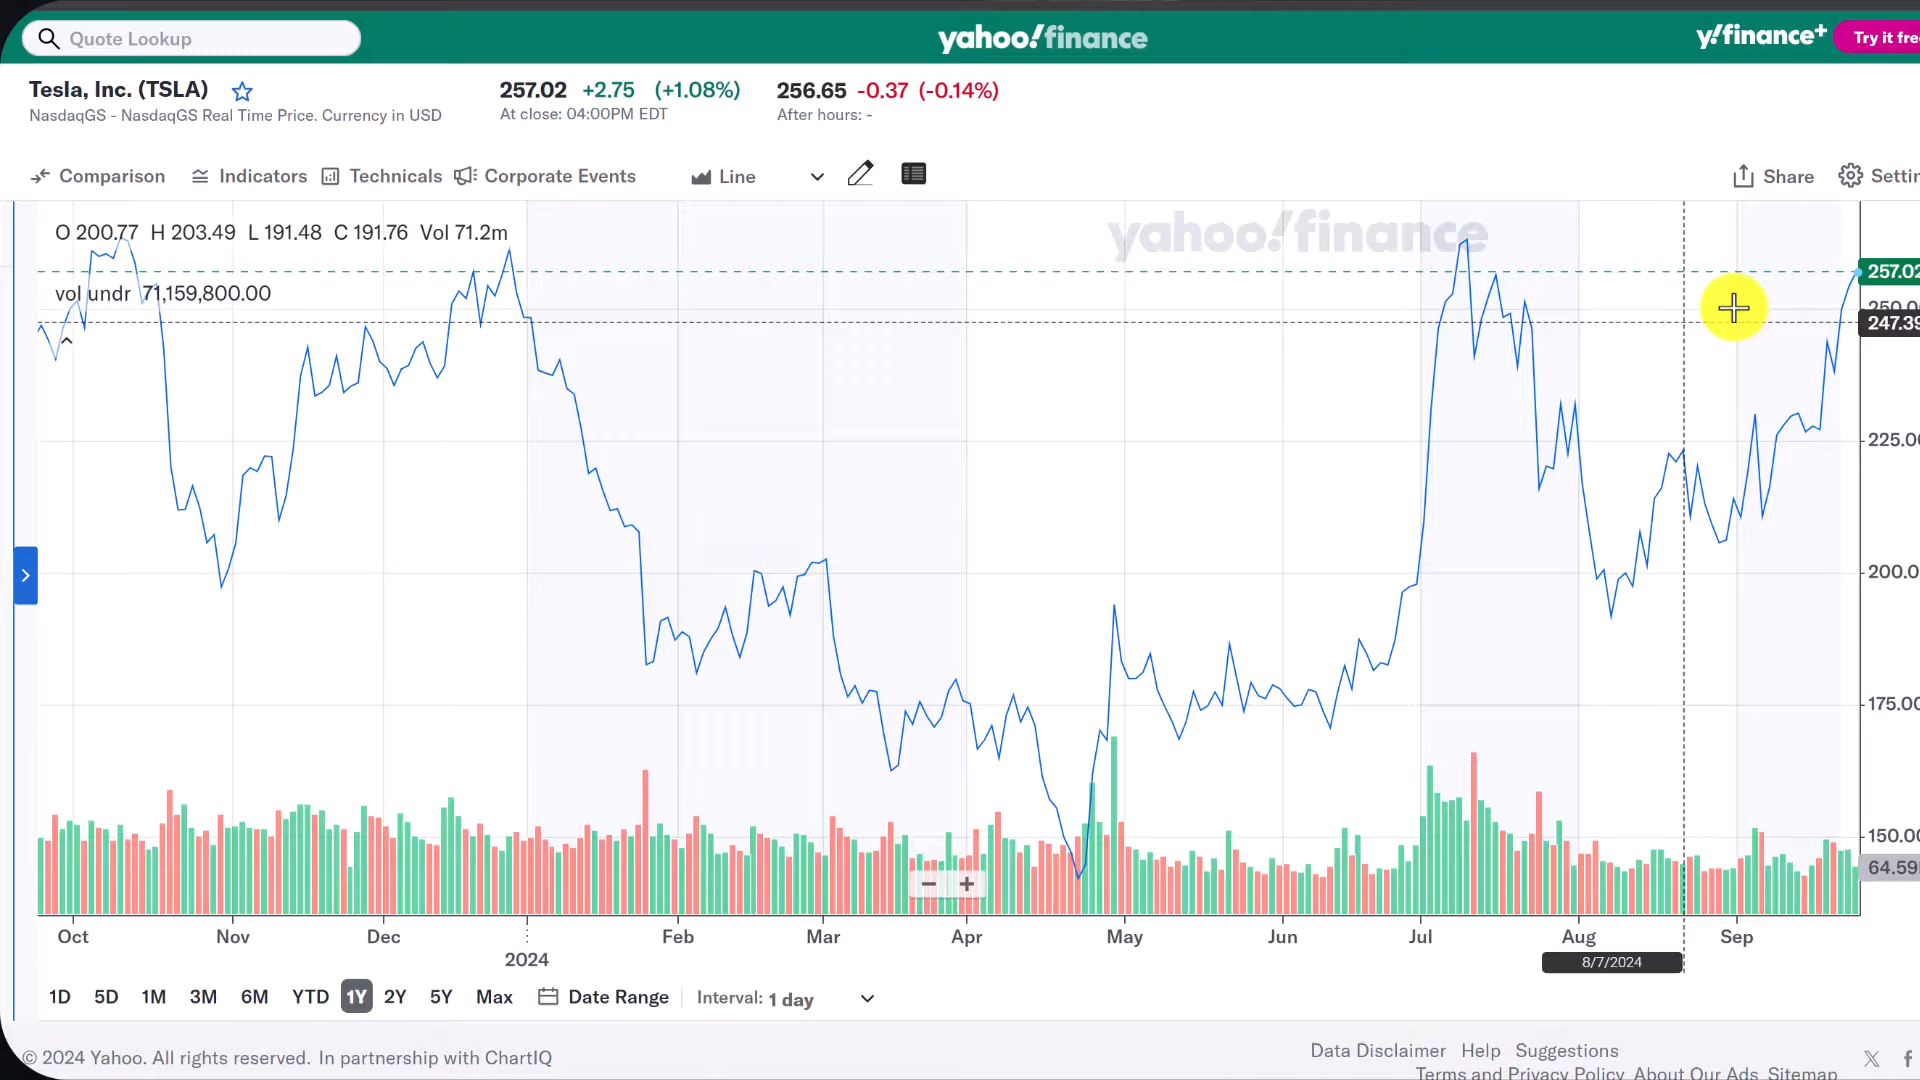 Quote Lookup
yahoo!finance
y!finance+
Try it fre
Tesla, Inc. (TSLA)
257.02 +2.75 (+1.08%)
256.65 -0.37 (-0.14%)
NasdaqGS - NasdaqGS Real Time Price. Currency in USD
At close: 04:00PM EDT
After hours: -
Comparison
Indicators
Technicals
Corporate Events
Line
Share
Settin
O 200.77 H 203.49 L 191.48 C 191.76 Vol 71.2m
yahoo!finance
vol undr 71,159,800.00
257.02
250.0
247.39
225.00
200.0
175.00
150.00
64.59
Oct Nov Dec Feb Mar Apr May Jun Jul Aug Sep
2024
8/7/2024
1D 5D 1M 3M 6M YTD 1Y 2Y 5Y Max Date Range Interval: 1 day
© 2024 Yahoo. All rights reserved. In partnership with ChartIQ
Data Disclaimer Help Suggestions
Terms and Privacy Policy About Our Ads Sitemap